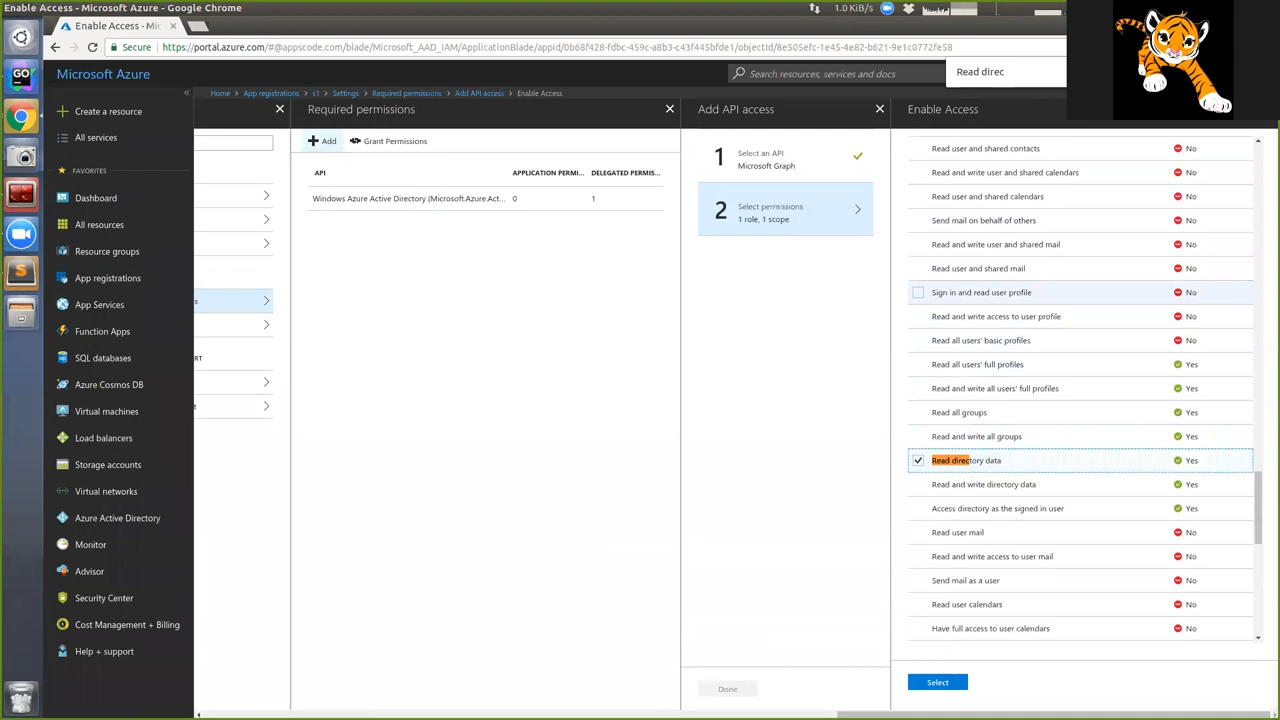 Enable Access - Microsoft Azure - Google Chrome
1.0 KiB/s
Enable Access - Mic
Secure
https://portal.azure.com/#@appscode.com/blade/Microsoft_AAD_IAM/ApplicationBlade/appid/0b68f428-fdbc-459c-a8b3-c43f445bfde1/objectId/8e505efc-1e45-4e82-b621-9e1c0772fe58
Read direc
Microsoft Azure
Search resources, services and docs
Home > App registrations > s1 > Settings > Required permissions > Add API access > Enable Access
Create a resource
All services
FAVORITES
Dashboard
All resources
Resource groups
App registrations
App Services
Function Apps
SQL databases
Azure Cosmos DB
Virtual machines
Load balancers
Storage accounts
Virtual networks
Azure Active Directory
Monitor
Advisor
Security Center
Cost Management + Billing
Help + support
s
RT
t
Required permissions
Add
Grant Permissions
API APPLICATION PERMI... DELEGATED PERMIS...
Windows Azure Active Directory (Microsoft.Azure.Act... 0 1
Add API access
1 Select an API
Microsoft Graph
2 Select permissions
1 role, 1 scope
Done
Enable Access
Read user and shared contacts No
Read and write user and shared calendars No
Read user and shared calendars No
Send mail on behalf of others No
Read and write user and shared mail No
Read user and shared mail No
Sign in and read user profile No
Read and write access to user profile No
Read all users' basic profiles No
Read all users' full profiles Yes
Read and write all users' full profiles Yes
Read all groups Yes
Read and write all groups Yes
Read directory data Yes
Read and write directory data Yes
Access directory as the signed in user Yes
Read user mail No
Read and write access to user mail No
Send mail as a user No
Read user calendars No
Have full access to user calendars No
Select
GO
S